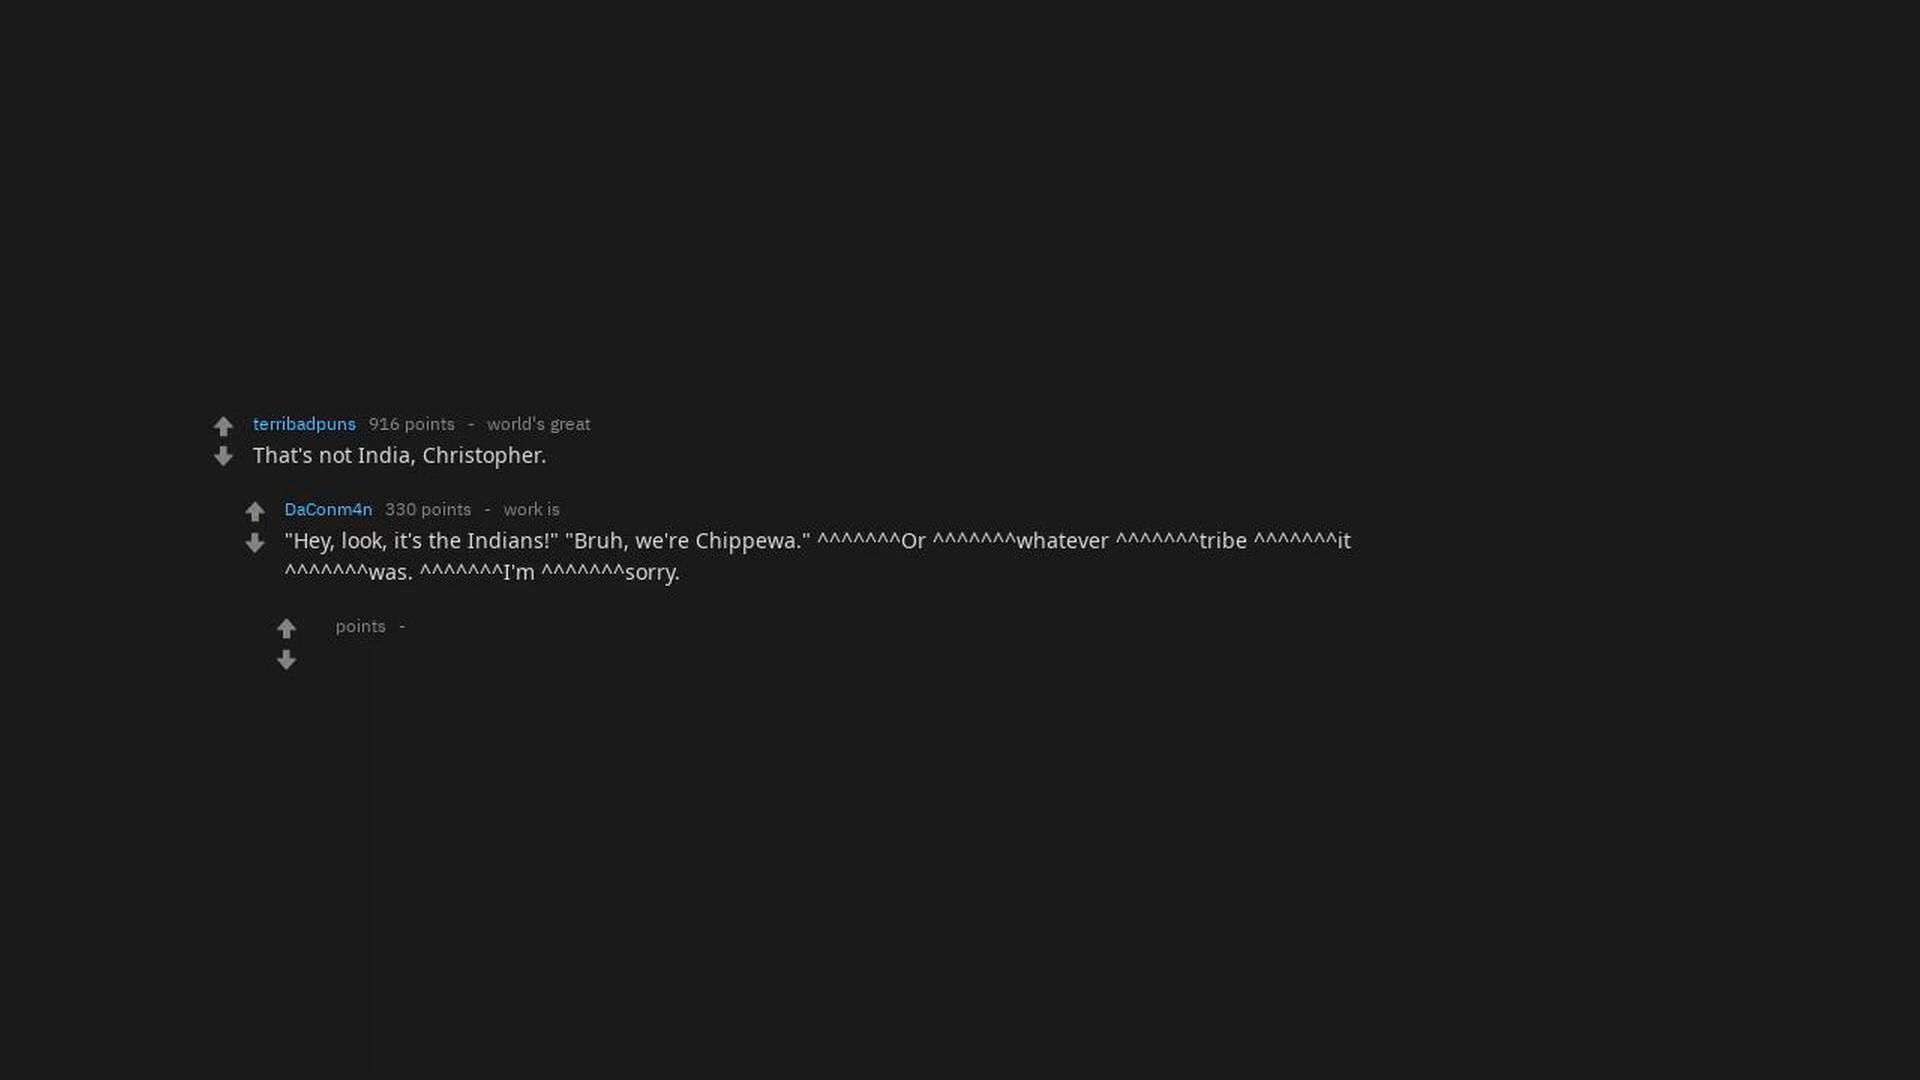 terribadpuns 916 points - world's great
That's not India, Christopher.
DaConm4n 330 points - work is
"Hey, look, it's the Indians!" "Bruh, we're Chippewa." ^^^^^^^Or ^^^^^^^whatever ^^^^^^^tribe ^^^^^^^it
^^^^^^^was. ^^^^^^^I'm ^^^^^^^sorry.
points -